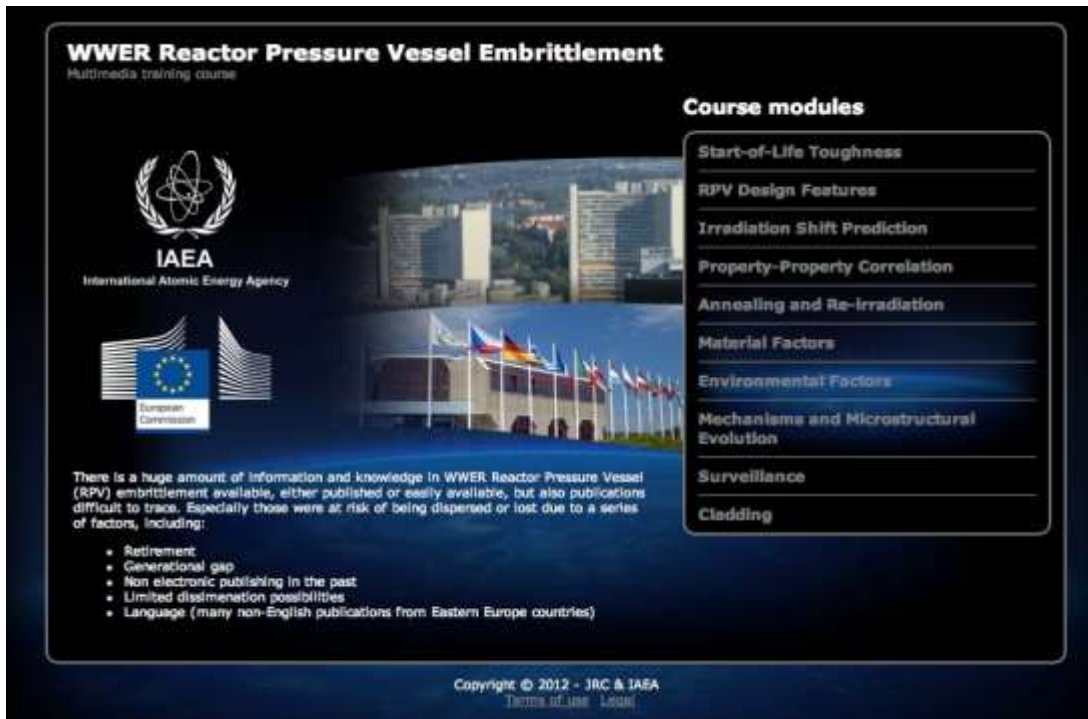 WWER Reactor Pressure Vessel Embrittlement
Multimedia training course
Course modules
Start-of-Life Toughness
RPV Design Features
Irradiation Shift Prediction
Property-Property Correlation
Annealing and Re-irradiation
Material Factors
Environmental Factors
Mechanisms and Microstructural
Evolution
Surveillance
Cladding
IAEA
International Atomic Energy Agency
European
Commission
There is a huge amount of information and knowledge in WWER Reactor Pressure Vessel
(RPV) embrittlement available, either published or easily available, but also publications
difficult to trace. Especially those were at risk of being dispersed or lost due to a series
of factors, including:
Retirement
Generational gap
Non electronic publishing in the past
Limited dissimenation possibilities
Language (many non-English publications from Eastern Europe countries)
Copyright © 2012 - JRC & IAEA
Terms of use Legal